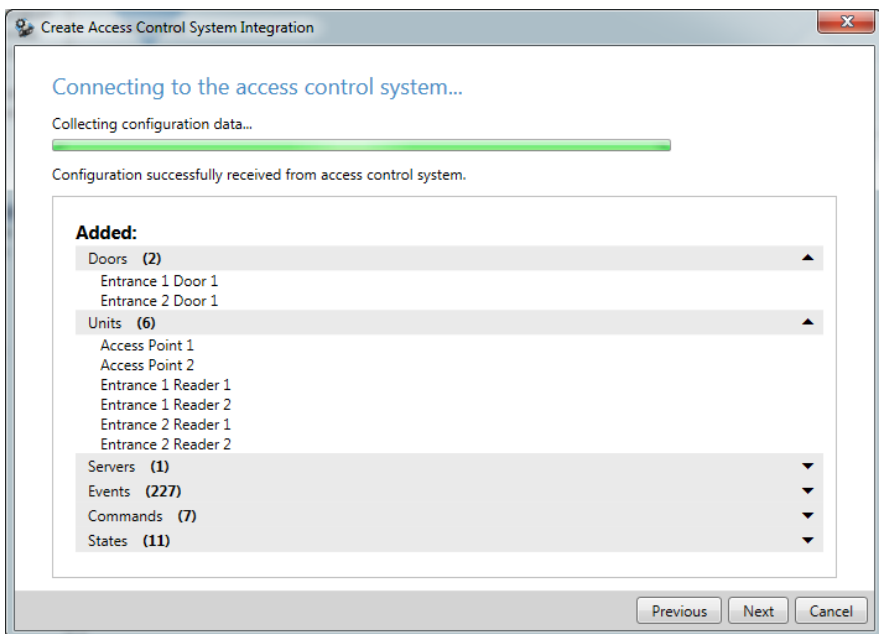 Create Access Control System Integration
Connecting to the access control system...
Collecting configuration data...
Configuration successfully received from access control system.
Added:
Doors (2)
Entrance 1 Door 1
Entrance 2 Door 1
Units (6)
Access Point 1
Access Point 2
Entrance 1 Reader 1
Entrance 1 Reader 2
Entrance 2 Reader 1
Entrance 2 Reader 2
Servers (1)
Events (227)
Commands (7)
States (11)
Previous Next Cancel